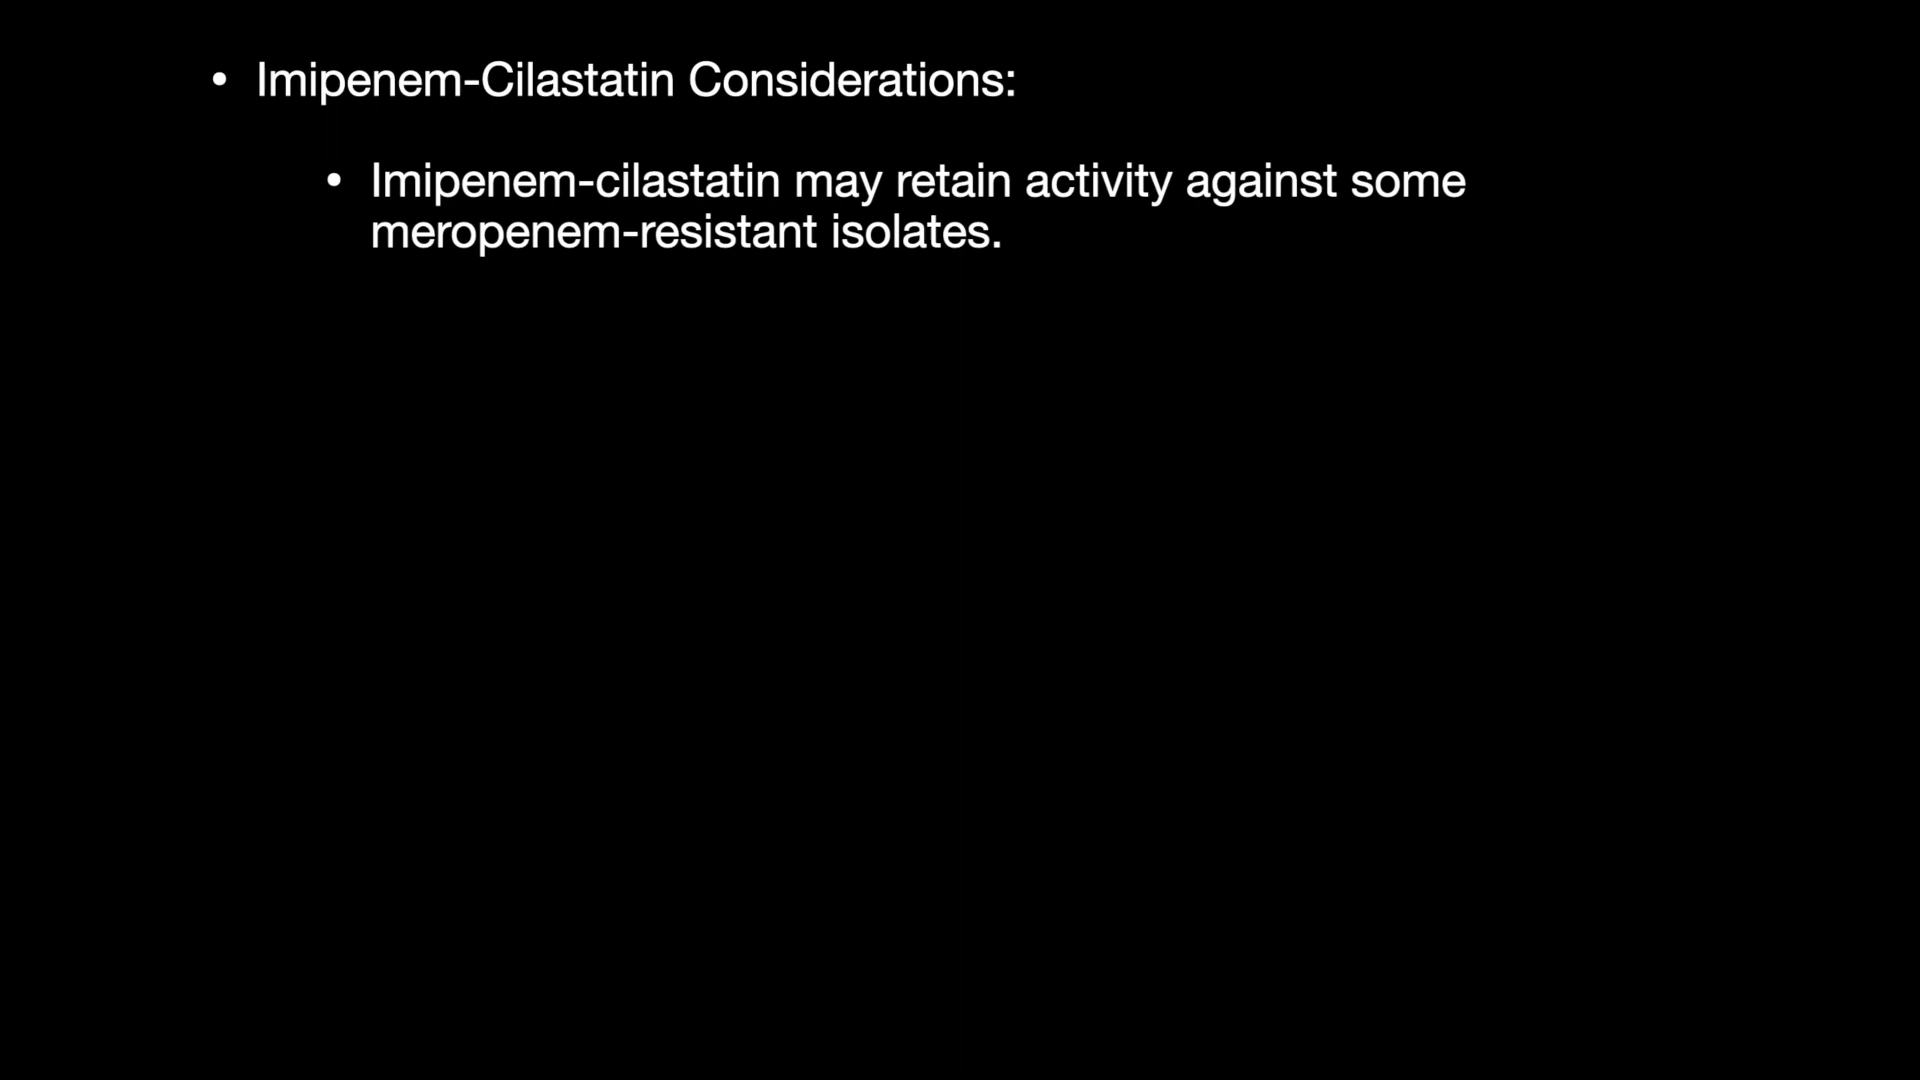 • Imipenem-Cilastatin Considerations:
• Imipenem-cilastatin may retain activity against some
meropenem-resistant isolates.